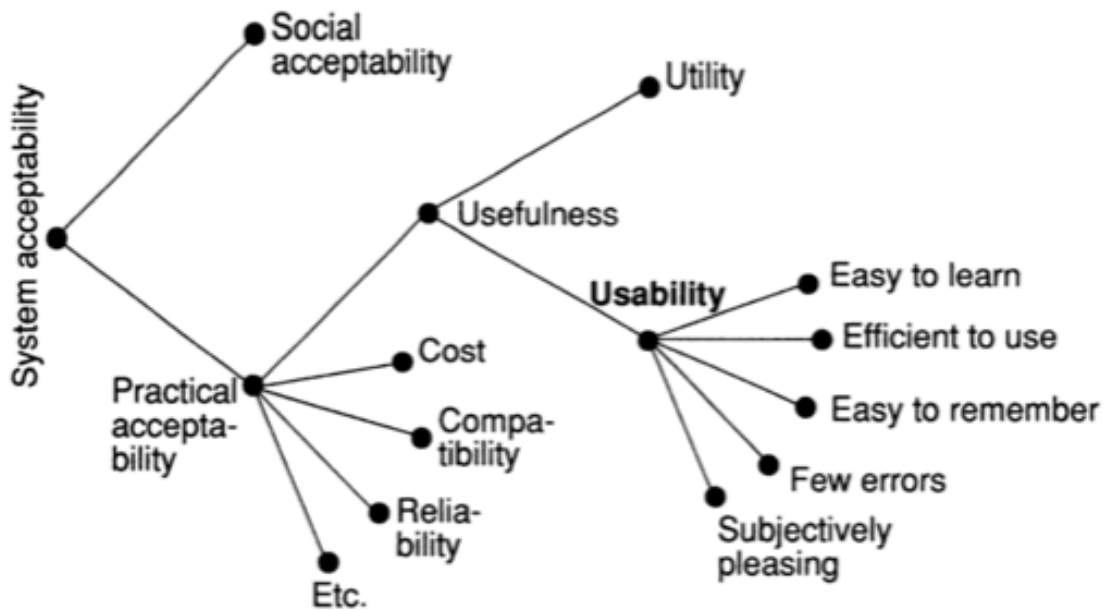 System acceptability
Social
acceptability
Utility
Usefulness
Usability
Easy to learn
Efficient to use
Easy to remember
Few errors
Subjectively
pleasing
Practical
accepta-
bility
Cost
Compa-
tibility
Relia-
bility
Etc.